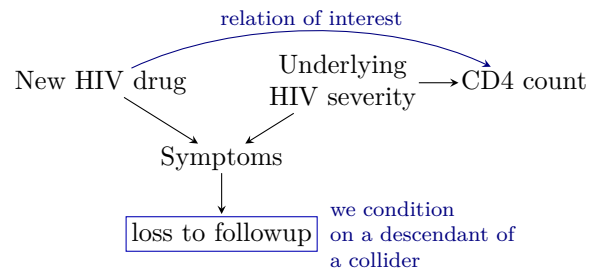 relation of interest
New HIV drug
Underlying
HIV severity
CD4 count
Symptoms
loss to followup
we condition
on a descendant of
a collider